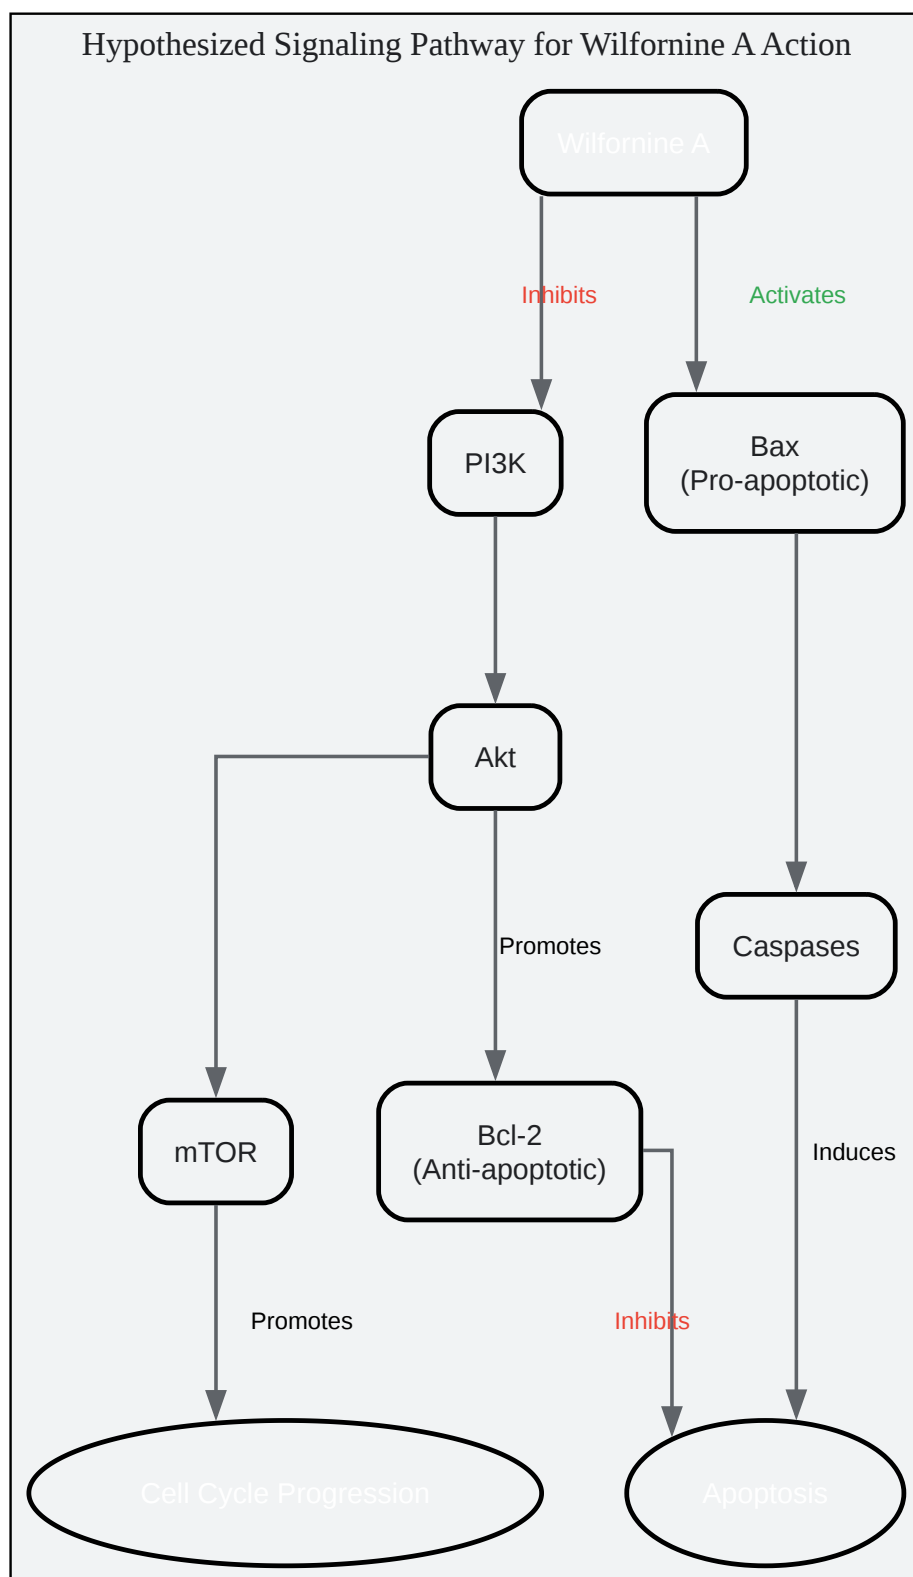 Hypothesized Signaling Pathway for Wilfornine A Action
Wilfornine A
Inhibits
Activates
PI3K
Bax
(Pro-apoptotic)
Akt
Promotes
Caspases
mTOR
Bcl-2
(Anti-apoptotic)
Induces
Promotes
Inhibits
Cell Cycle Progression
Apoptosis